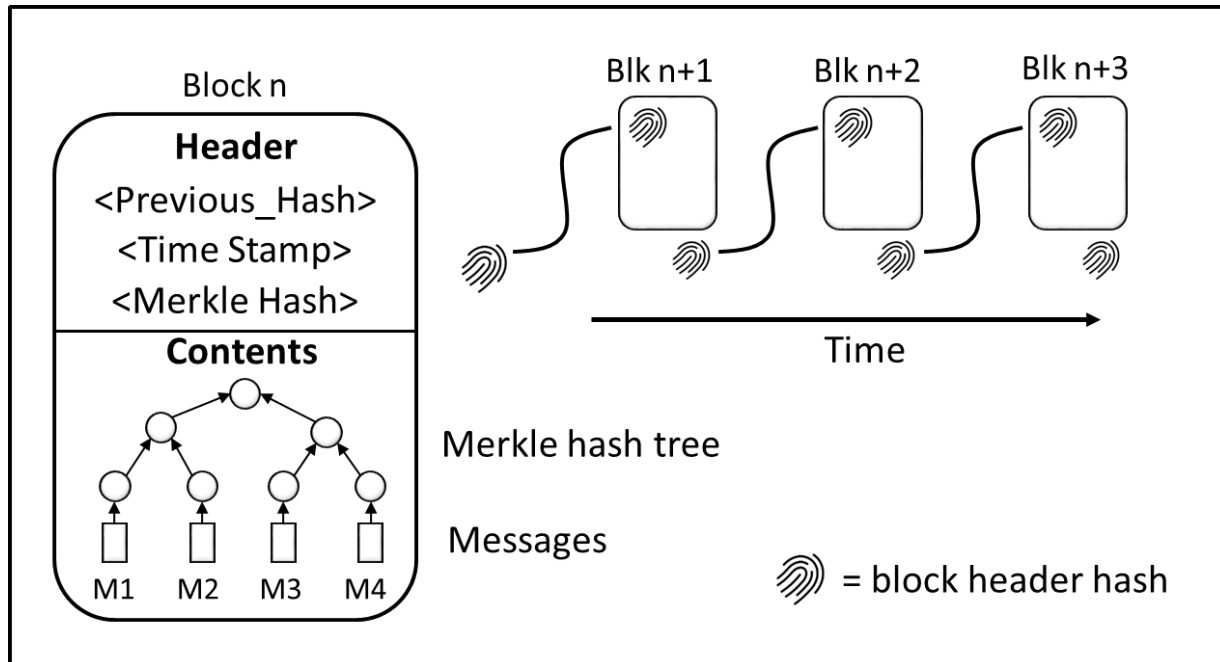 Block n
Header
<Previous_Hash>
<Time Stamp>
<Merkle Hash>
Contents
M1 M2 M3 M4
Blk n+1 Blk n+2 Blk n+3
Time
Merkle hash tree
Messages
= block header hash